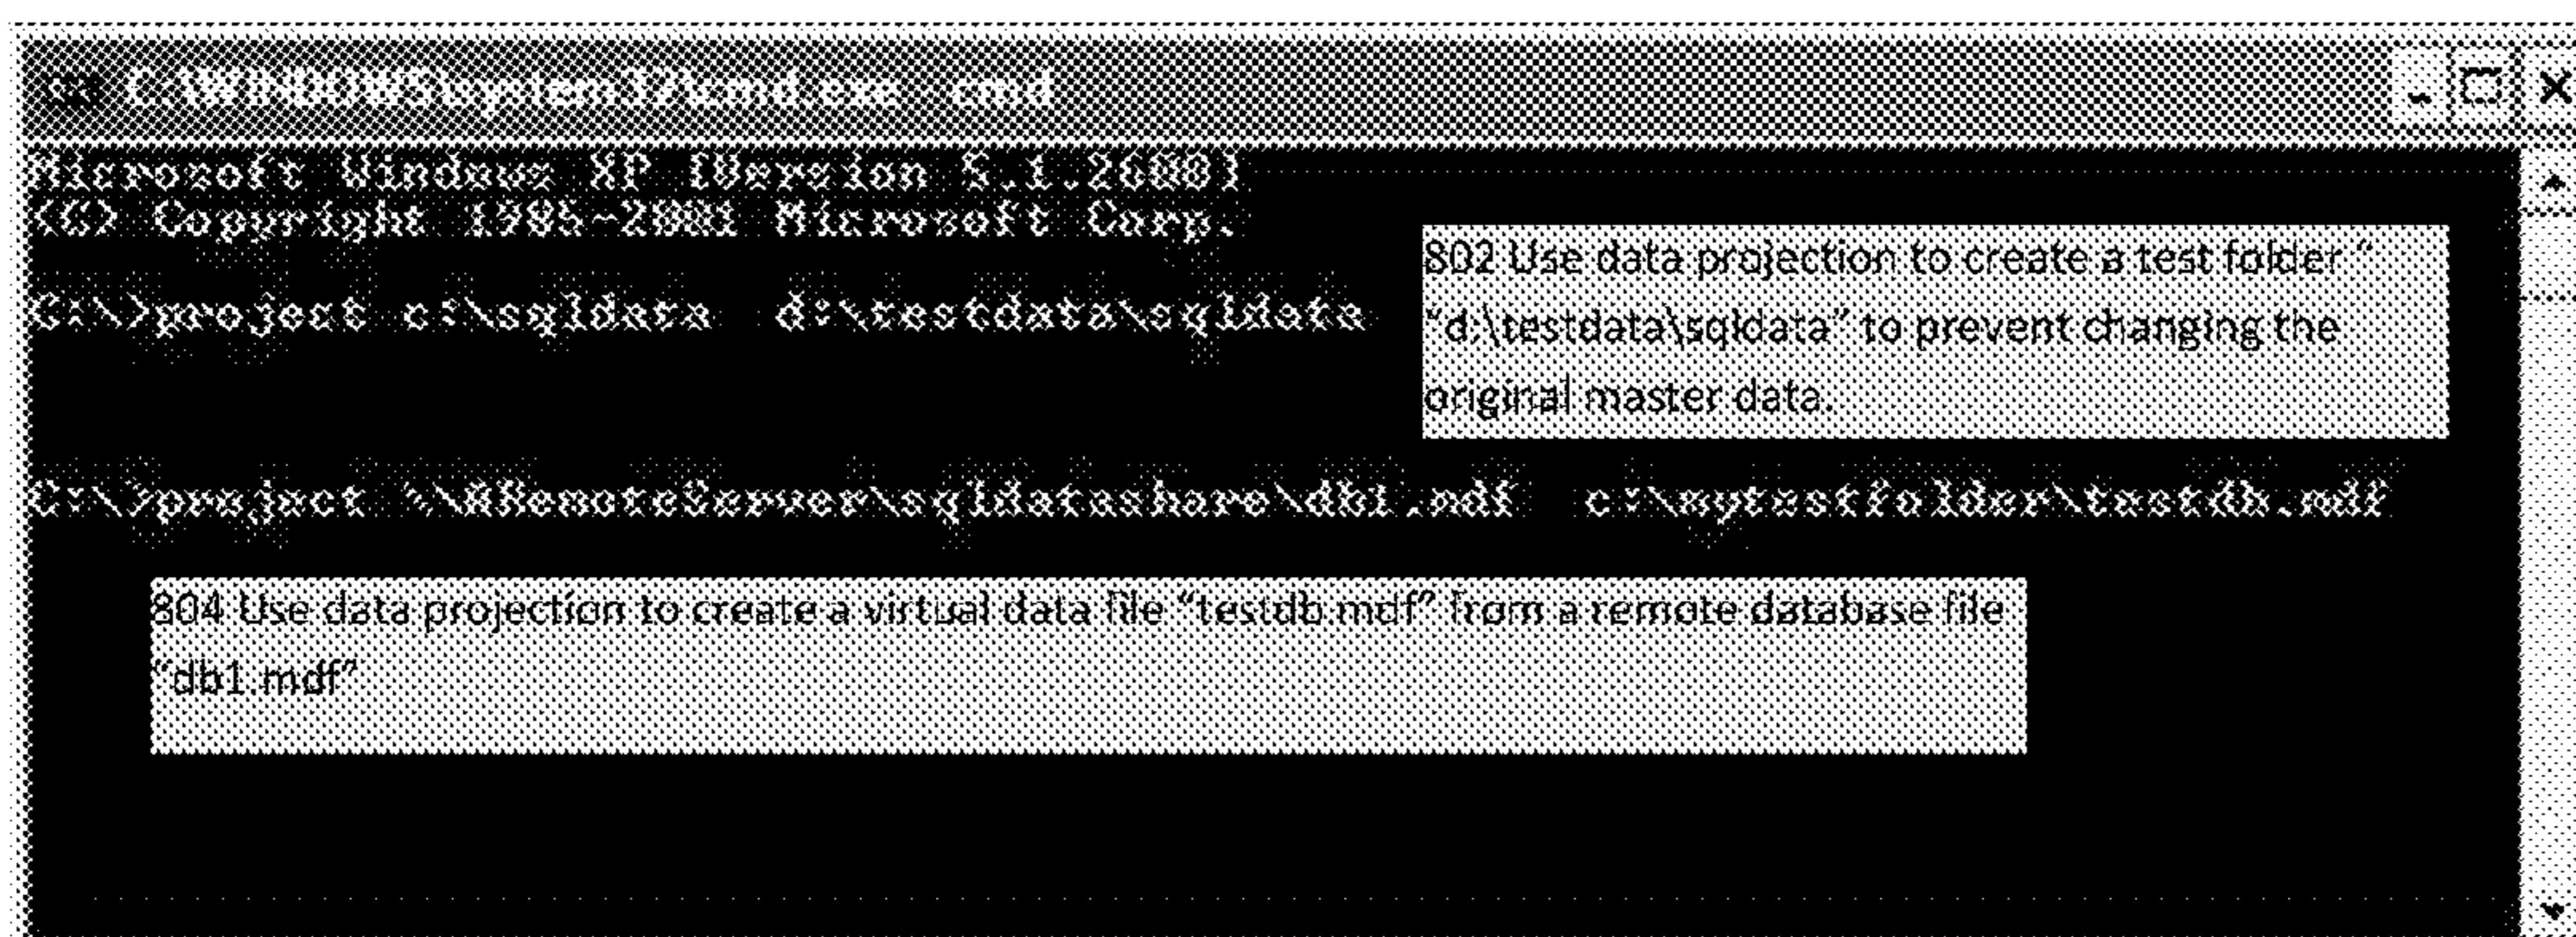 C:\WINDOWS\system32\cmd.exe - cmd
Microsoft Windows XP [Version 5.1.2600]
(C) Copyright 1985-2001 Microsoft Corp.
C:\>project c:\sqldata d:\testdata\sqldata
802 Use data projection to create a test folder “
“d:\testdata\sqldata” to prevent changing the
original master data.
C:\>project \\ARemoteServer\sqldatashare\db1.mdf c:\mytestfolder\testdb.mdf
804 Use data projection to create a virtual data file “testdb.mdf” from a remote database file
“db1.mdf”